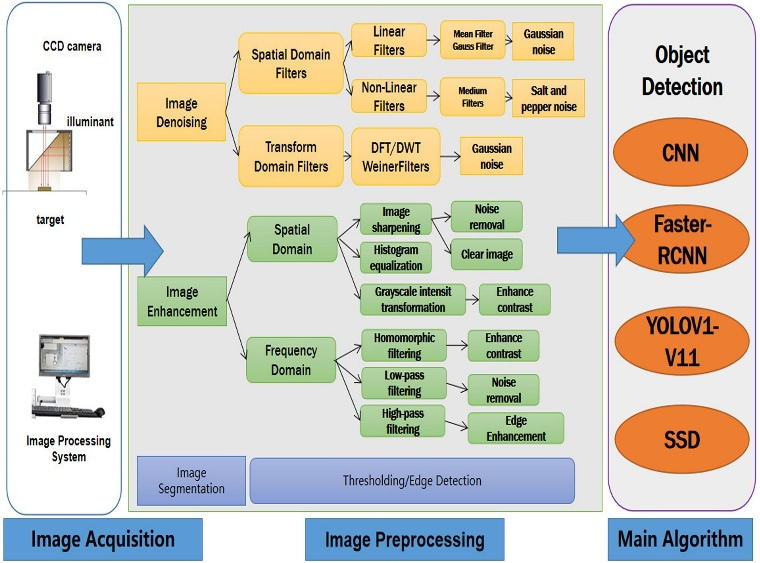 CCD camera
illuminant
target
Image Processing
System
Image Acquisition
Image
Denoising
Spatial Domain
Filters
Linear
Filters
Mean Filter
Gauss Filter
Gaussian
noise
Non-Linear
Filters
Medium
Filters
Salt and
pepper noise
Transform
Domain Filters
DFT/DWT
WeinerFilters
Gaussian
noise
Image
Enhancement
Spatial
Domain
Image
sharpening
Noise
removal
Clear image
Histogram
equalization
Grayscale intensit
transformation
Enhance
contrast
Frequency
Domain
Homomorphic
filtering
Enhance
contrast
Low-pass
filtering
Noise
removal
High-pass
filtering
Edge
Enhancement
Image
Segmentation
Thresholding/Edge Detection
Image Preprocessing
Object
Detection
CNN
Faster-
RCNN
YOLOV1-
V11
SSD
Main Algorithm